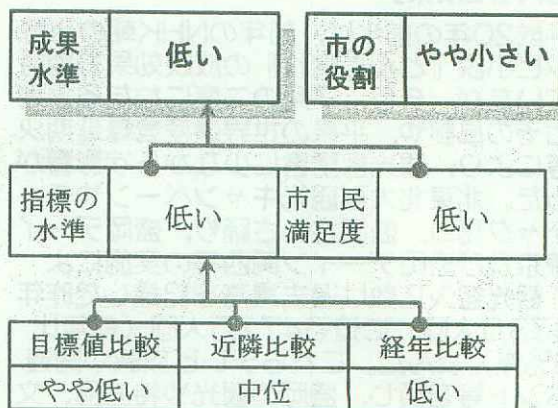 成果
水準
低い
市の
役割
やや小さい
指標の
水準
低い
市民
満足度
低い
目標値比較
近隣比較
経年比較
やや低い
中位
低い